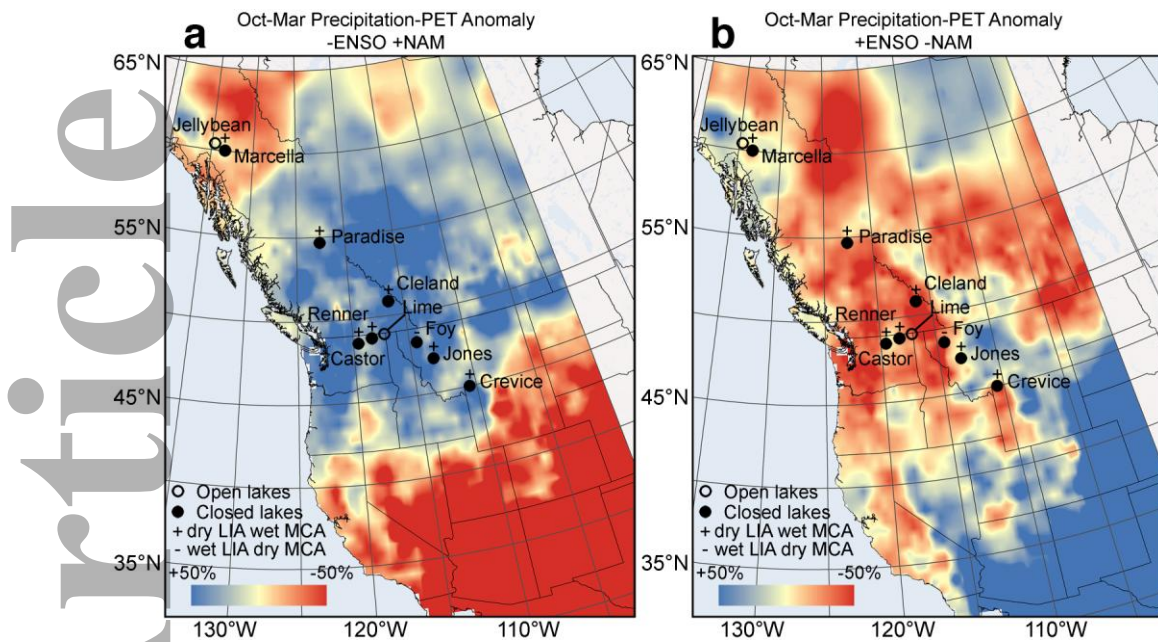 rticle
a
Oct-Mar Precipitation-PET Anomaly
-ENSO +NAM
65°N
55°N
45°N
35°N
Jellybean
+
Marcella
+
Paradise
+
Cleland
Lime
Renner
+
+
-
Foy
Castor
+
Jones
+
Crevice
Open lakes
Closed lakes
+ dry LIA wet MCA
- wet LIA dry MCA
+50% -50%
130°W 120°W 110°W
b
Oct-Mar Precipitation-PET Anomaly
+ENSO -NAM
65°N
55°N
45°N
35°N
Jellybean
+
Marcella
+
Paradise
+
Cleland
Lime
Renner
+
+
-
Foy
Castor
+
Jones
+
Crevice
Open lakes
Closed lakes
+ dry LIA wet MCA
- wet LIA dry MCA
+50% -50%
130°W 120°W 110°W